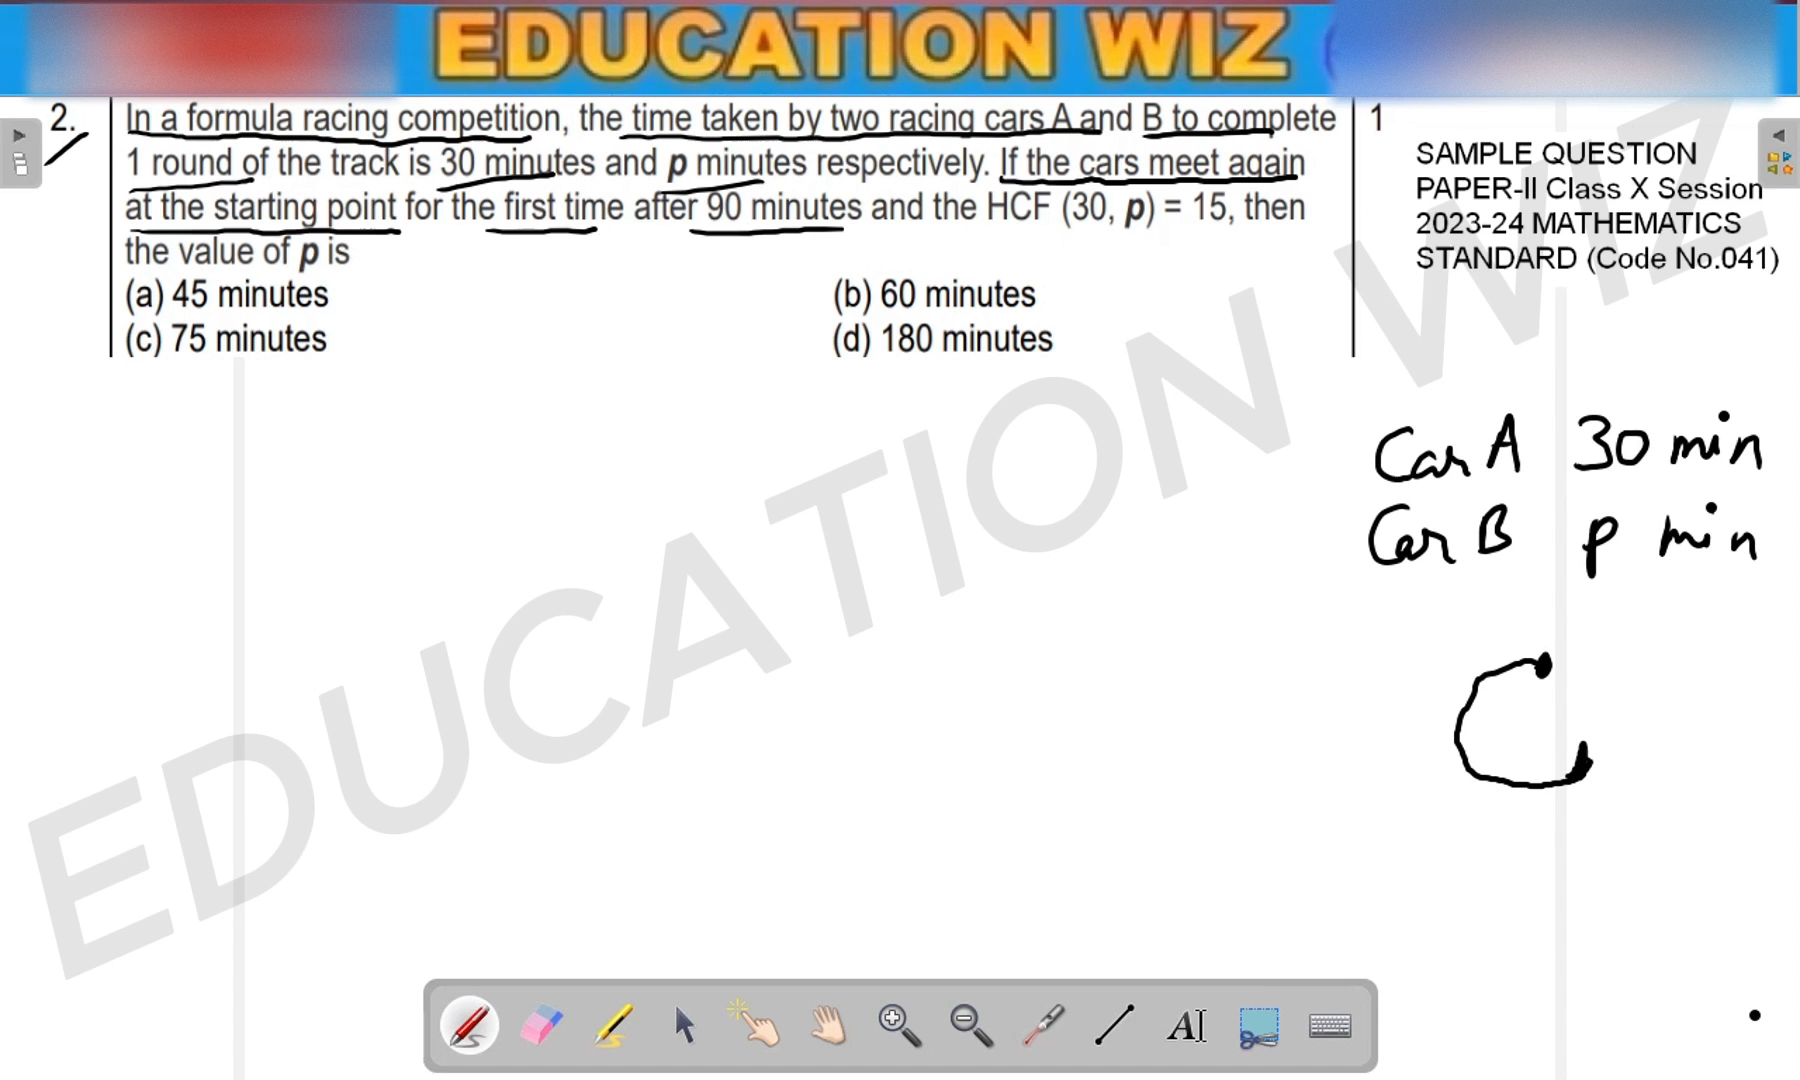 EDUCATION WIZ
2.
In a formula racing competition, the time taken by two racing cars A and B to complete
1 round of the track is 30 minutes and p minutes respectively. If the cars meet again
at the starting point for the first time after 90 minutes and the HCF (30, p) = 15, then
the value of p is
(a) 45 minutes
(b) 60 minutes
(c) 75 minutes
(d) 180 minutes
1
SAMPLE QUESTION
PAPER-II Class X Session
2023-24 MATHEMATICS
STANDARD (Code No.041)
Car A 30 min
Car B p min
EDUCATION WIZ
AI